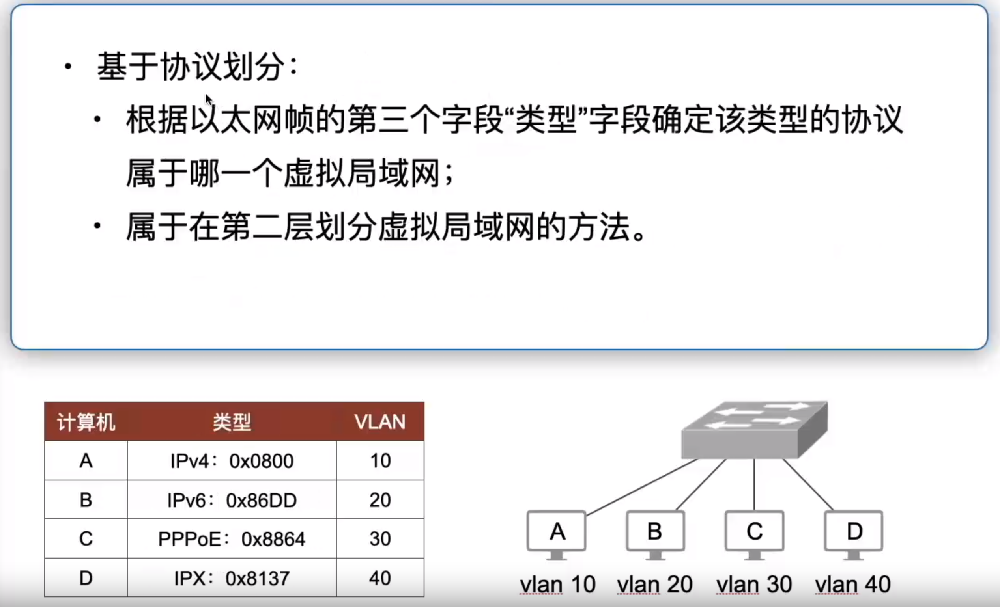 • 基于协议划分：
• 根据以太网帧的第三个字段“类型”字段确定该类型的协议
属于哪一个虚拟局域网；
• 属于在第二层划分虚拟局域网的方法。
计算机 类型 VLAN
A IPv4：0x0800 10
B IPv6：0x86DD 20
C PPPoE：0x8864 30
D IPX：0x8137 40
A B C D
vlan 10 vlan 20 vlan 30 vlan 40